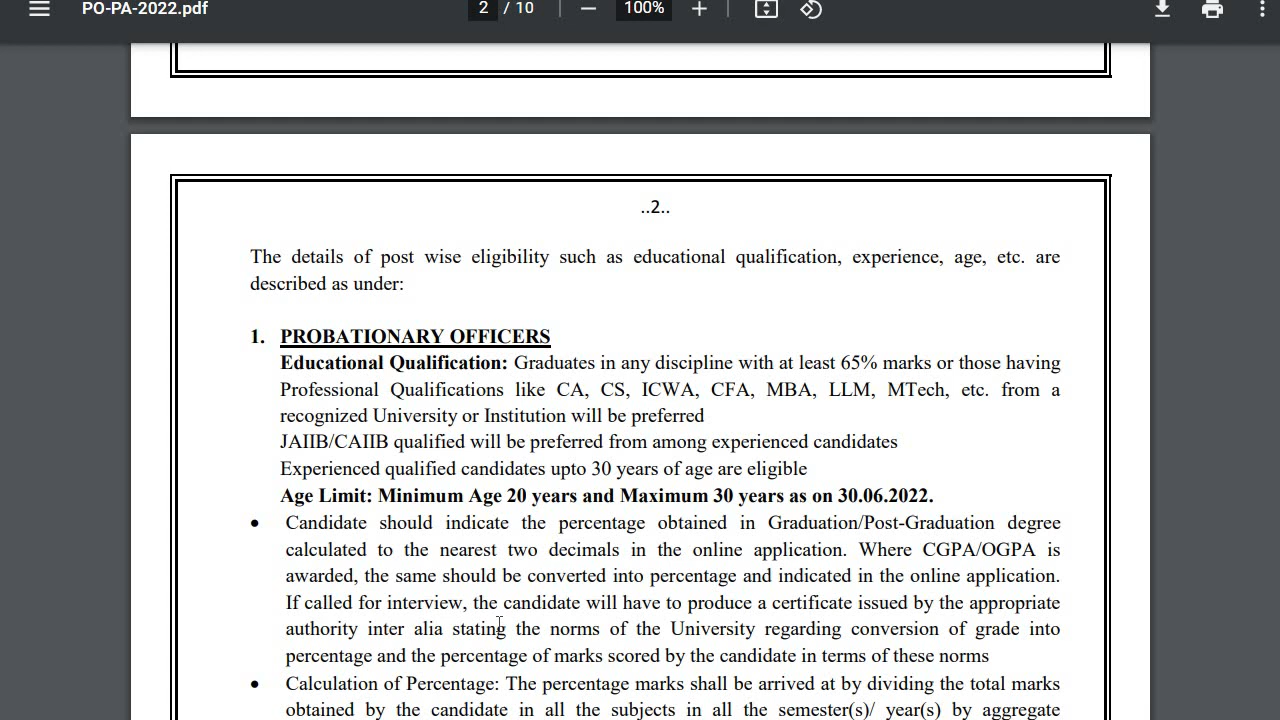 PO-PA-2022.pdf 2 / 10 100%
..2..
The details of post wise eligibility such as educational qualification, experience, age, etc. are
described as under:
1. PROBATIONARY OFFICERS
Educational Qualification: Graduates in any discipline with at least 65% marks or those having
Professional Qualifications like CA, CS, ICWA, CFA, MBA, LLM, MTech, etc. from a
recognized University or Institution will be preferred
JAIIB/CAIIB qualified will be preferred from among experienced candidates
Experienced qualified candidates upto 30 years of age are eligible
Age Limit: Minimum Age 20 years and Maximum 30 years as on 30.06.2022.
• Candidate should indicate the percentage obtained in Graduation/Post-Graduation degree
calculated to the nearest two decimals in the online application. Where CGPA/OGPA is
awarded, the same should be converted into percentage and indicated in the online application.
If called for interview, the candidate will have to produce a certificate issued by the appropriate
authority inter alia stating the norms of the University regarding conversion of grade into
percentage and the percentage of marks scored by the candidate in terms of these norms
• Calculation of Percentage: The percentage marks shall be arrived at by dividing the total marks
obtained by the candidate in all the subjects in all the semester(s)/ year(s) by aggregate